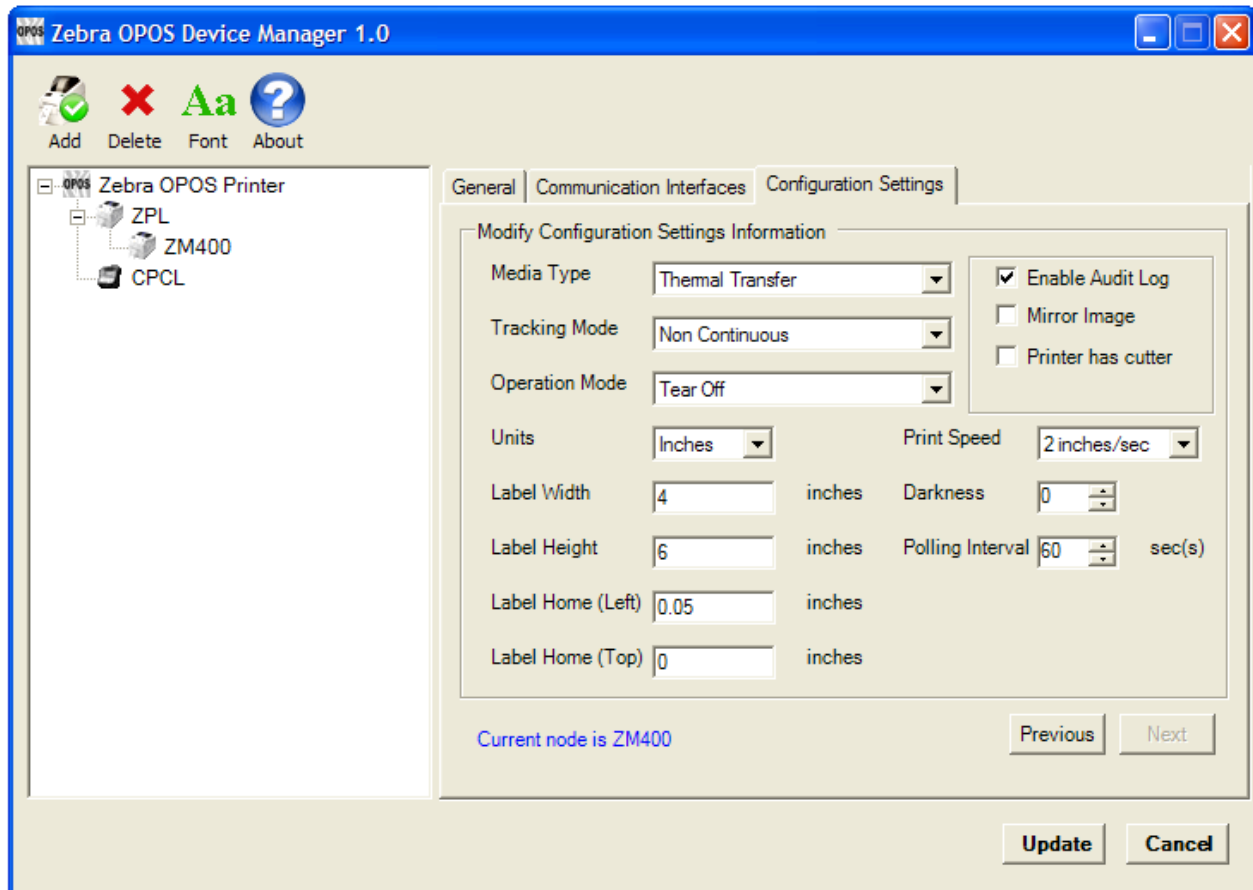 OPOS Zebra OPOS Device Manager 1.0
Add Delete Font About
Aa
?
OPOS Zebra OPOS Printer
ZPL
ZM400
CPCL
General Communication Interfaces Configuration Settings
Modify Configuration Settings Information
Media Type Thermal Transfer
Enable Audit Log
Mirror Image
Tracking Mode Non Continuous
Printer has cutter
Operation Mode Tear Off
Units Inches Print Speed 2 inches/sec
Label Width 4 inches Darkness 0
Label Height 6 inches Polling Interval 60 sec(s)
Label Home (Left) 0.05 inches
Label Home (Top) 0 inches
Current node is ZM400 Previous Next
Update Cancel